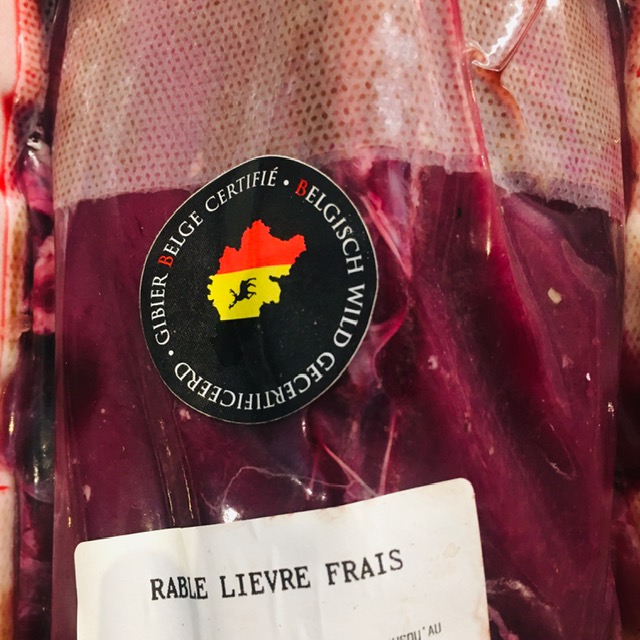 GIBIER BELGE CERTIFIÉ • BELGISCH WILD GECERTIFICEERD •
RABLE LIEVRE FRAIS